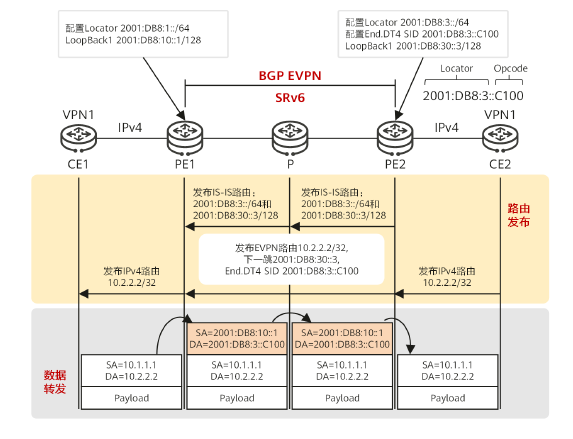 配置Locator 2001:DB8:1::/64
LoopBack1 2001:DB8:10::1/128
配置Locator 2001:DB8:3::/64
配置End.DT4 SID 2001:DB8:3::C100
LoopBack1 2001:DB8:30::3/128
BGP EVPN
SRv6
Locator Opcode
2001:DB8:3::C100
VPN1
IPv4
IPv4
VPN1
CE1
PE1
P
PE2
CE2
发布IS-IS路由：
2001:DB8:3::/64和
2001:DB8:30::3/128
发布IS-IS路由：
2001:DB8:3::/64和
2001:DB8:30::3/128
路由
发布
发布EVPN路由10.2.2.2/32,
下一跳2001:DB8:30::3,
End.DT4 SID 2001:DB8:3::C100
发布IPv4路由
10.2.2.2/32
发布IPv4路由
10.2.2.2/32
数据
转发
SA=2001:DB8:10::1
DA=2001:DB8:3::C100
SA=2001:DB8:10::1
DA=2001:DB8:3::C100
SA=10.1.1.1
DA=10.2.2.2
SA=10.1.1.1
DA=10.2.2.2
SA=10.1.1.1
DA=10.2.2.2
SA=10.1.1.1
DA=10.2.2.2
Payload
Payload
Payload
Payload